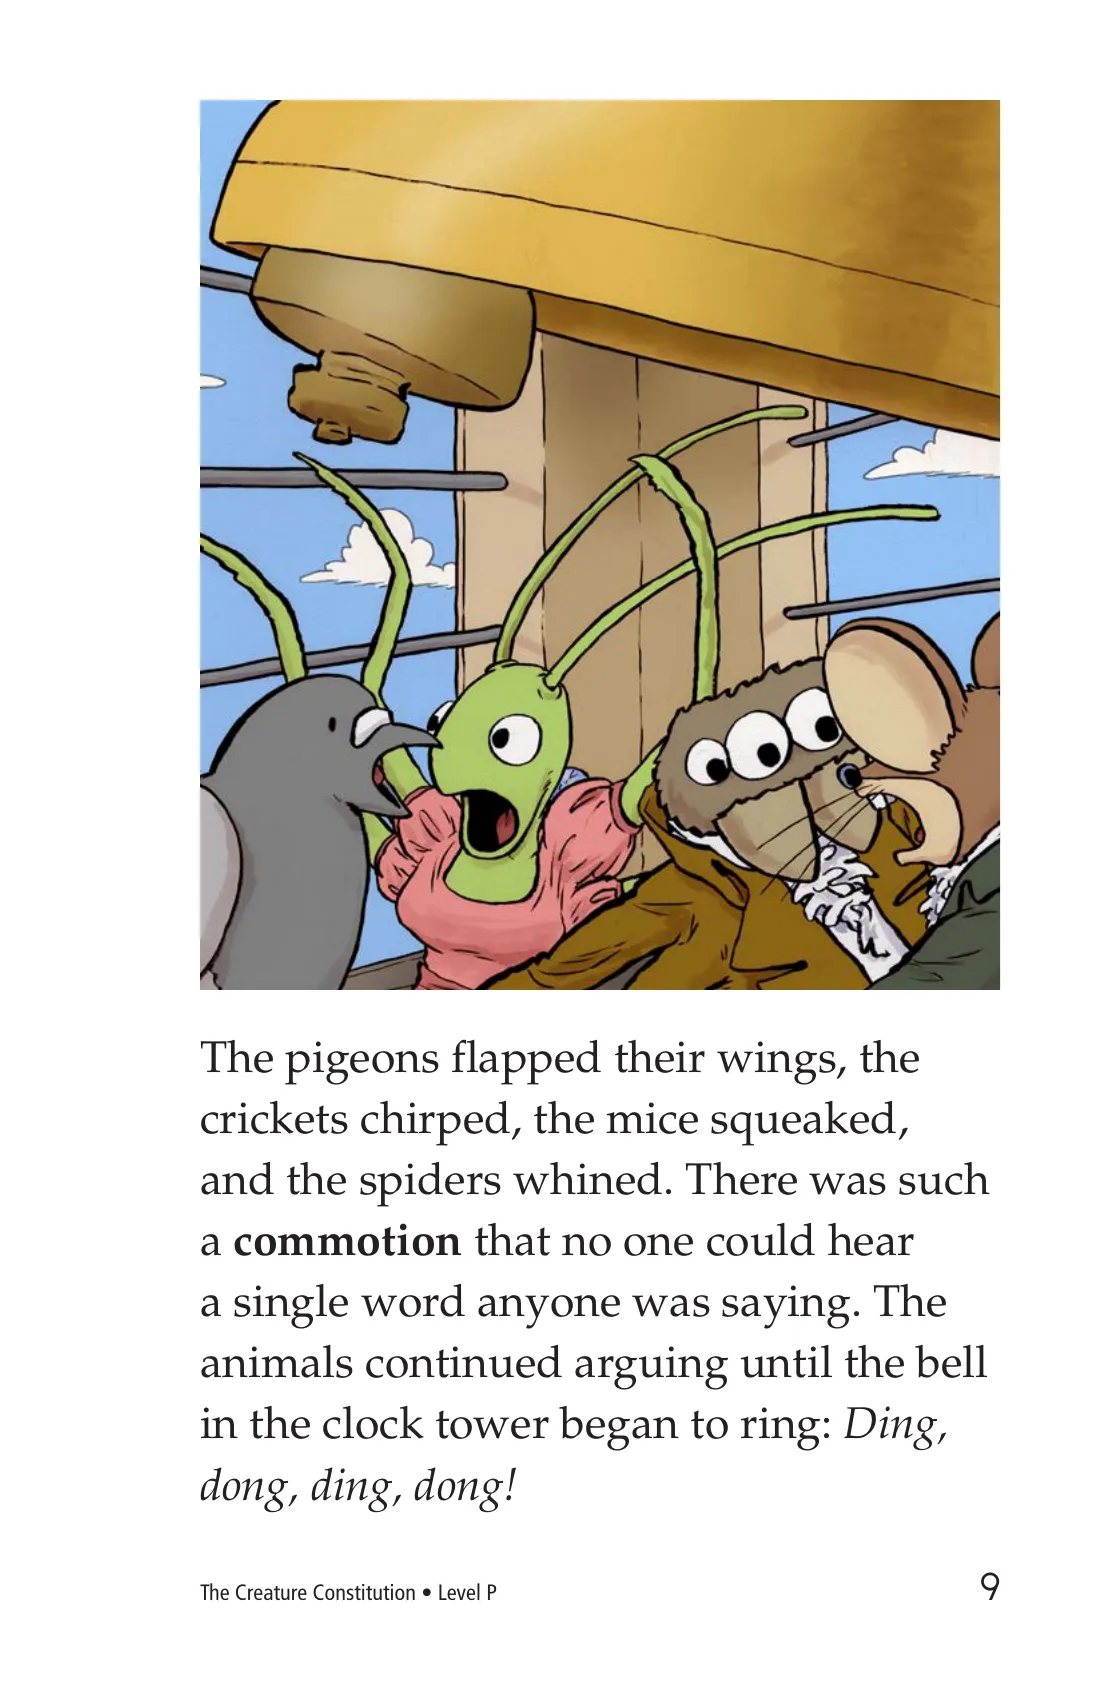 The pigeons flapped their wings, the
crickets chirped, the mice squeaked,
and the spiders whined. There was such
a commotion that no one could hear
a single word anyone was saying. The
animals continued arguing until the bell
in the clock tower began to ring: Ding,
dong, ding, dong!
The Creature Constitution • Level P
9